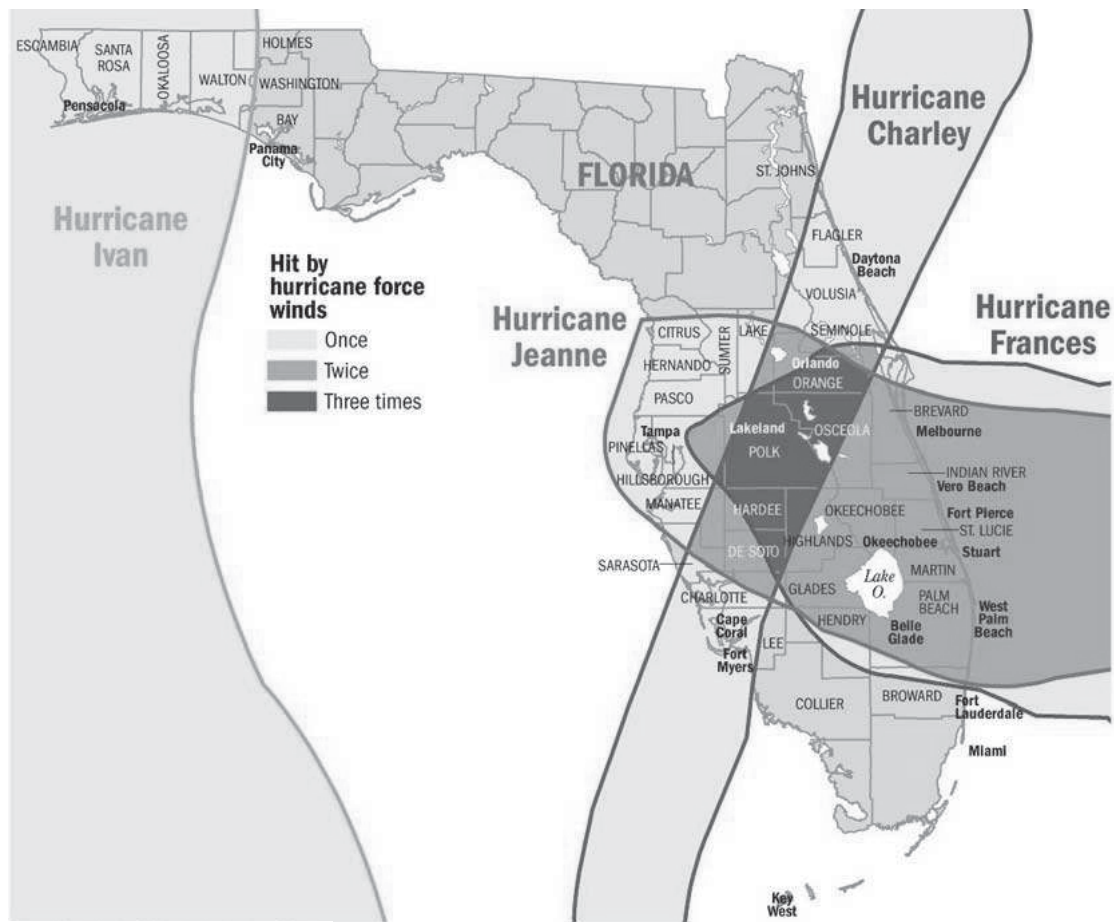 ESCAMBIA
SANTA
ROSA
OKALOOSA
WALTON
HOLMES
WASHINGTON
Pensacola
BAY
Panama
City
Hurricane
Charley
FLORIDA
ST. JOHNS
Hurricane
Ivan
FLAGLER
Daytona
Beach
Hit by
hurricane force
winds
Once
Twice
Three times
VOLUSIA
Hurricane
Jeanne
Hurricane
Frances
CITRUS
SUMTER
LAKE
SEMINOLE
HERNANDO
Orlando
ORANGE
PASCO
BREVARD
Melbourne
Tampa
Lakeland
OSCEOLA
PINELLAS
POLK
HILLSBOROUGH
INDIAN RIVER
Vero Beach
MANATEE
HARDEE
OKEECHOBEE
Fort Pierce
ST. LUCIE
HIGHLANDS
Okeechobee
Stuart
DE SOTO
SARASOTA
Lake
O.
MARTIN
CHARLOTTE
GLADES
PALM
BEACH
West
Palm
Beach
Cape
Coral
HENDRY
Belle
Glade
LEE
Fort
Myers
COLLIER
BROWARD
Fort
Lauderdale
Miami
Key
West